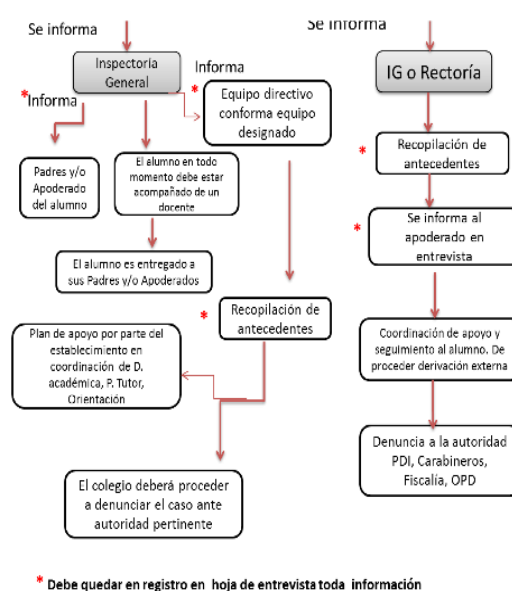 Se informa
Inspectoría
General
*
Informa
Padres y/o
Apoderado
del alumno
El alumno en todo
momento debe estar
acompañado de un
docente
El alumno es entregado a
sus Padres y/o Apoderados
Informa
*
Equipo directivo
conforma equipo
designado
*
Recopilación de
antecedentes
Plan de apoyo por parte del
establecimiento en
coordinación de D.
académica, P. Tutor,
Orientación
El colegio deberá proceder
a denunciar el caso ante
autoridad pertinente
Se informa
IG o Rectoría
*
Recopilación de
antecedentes
*
Se informa al
apoderado en
entrevista
Coordinación de apoyo y
seguimiento al alumno. De
proceder derivación externa
Denuncia a la autoridad
PDI, Carabineros,
Fiscalía, OPD
* Debe quedar en registro en hoja de entrevista toda información